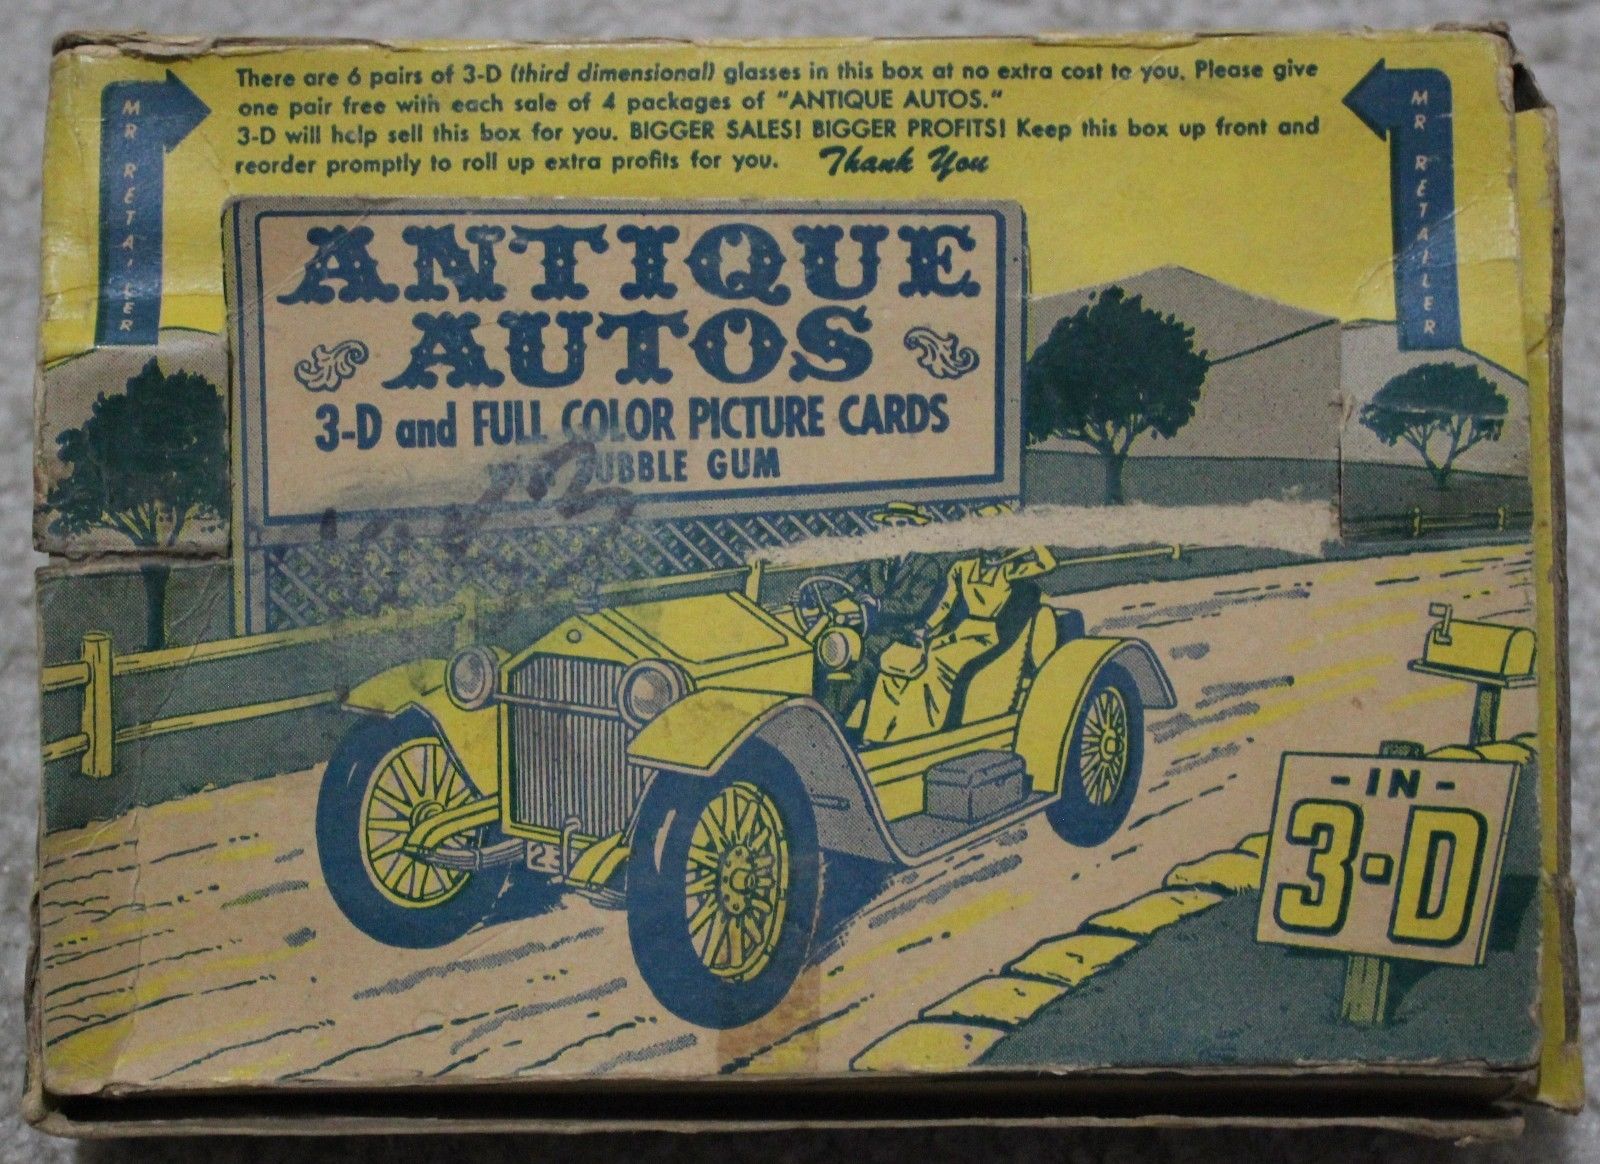 There are 6 pairs of 3-D (third dimensional) glasses in this box at no extra cost to you. Please give
one pair free with each sale of 4 packages of "ANTIQUE AUTOS."
3-D will help sell this box for you. BIGGER SALES! BIGGER PROFITS! Keep this box up front and
reorder promptly to roll up extra profits for you. Thank You
MR RETAILER
MR RETAILER
ANTIQUE
AUTOS
3-D and FULL COLOR PICTURE CARDS
BUBBLE GUM
- IN -
3-D